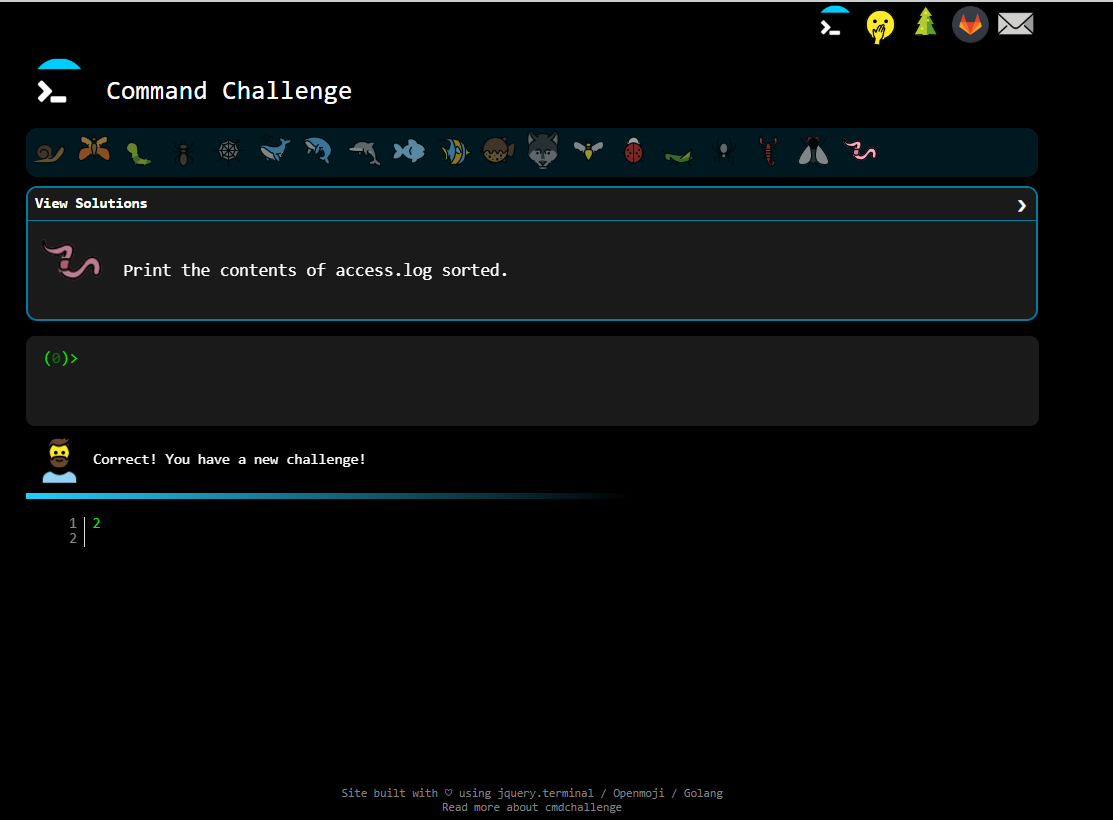 Command Challenge
View Solutions
Print the contents of access.log sorted.
(0)>
Correct! You have a new challenge!
1 2
2
Site built with ♡ using jquery.terminal / Openmoji / Golang
Read more about cmdchallenge